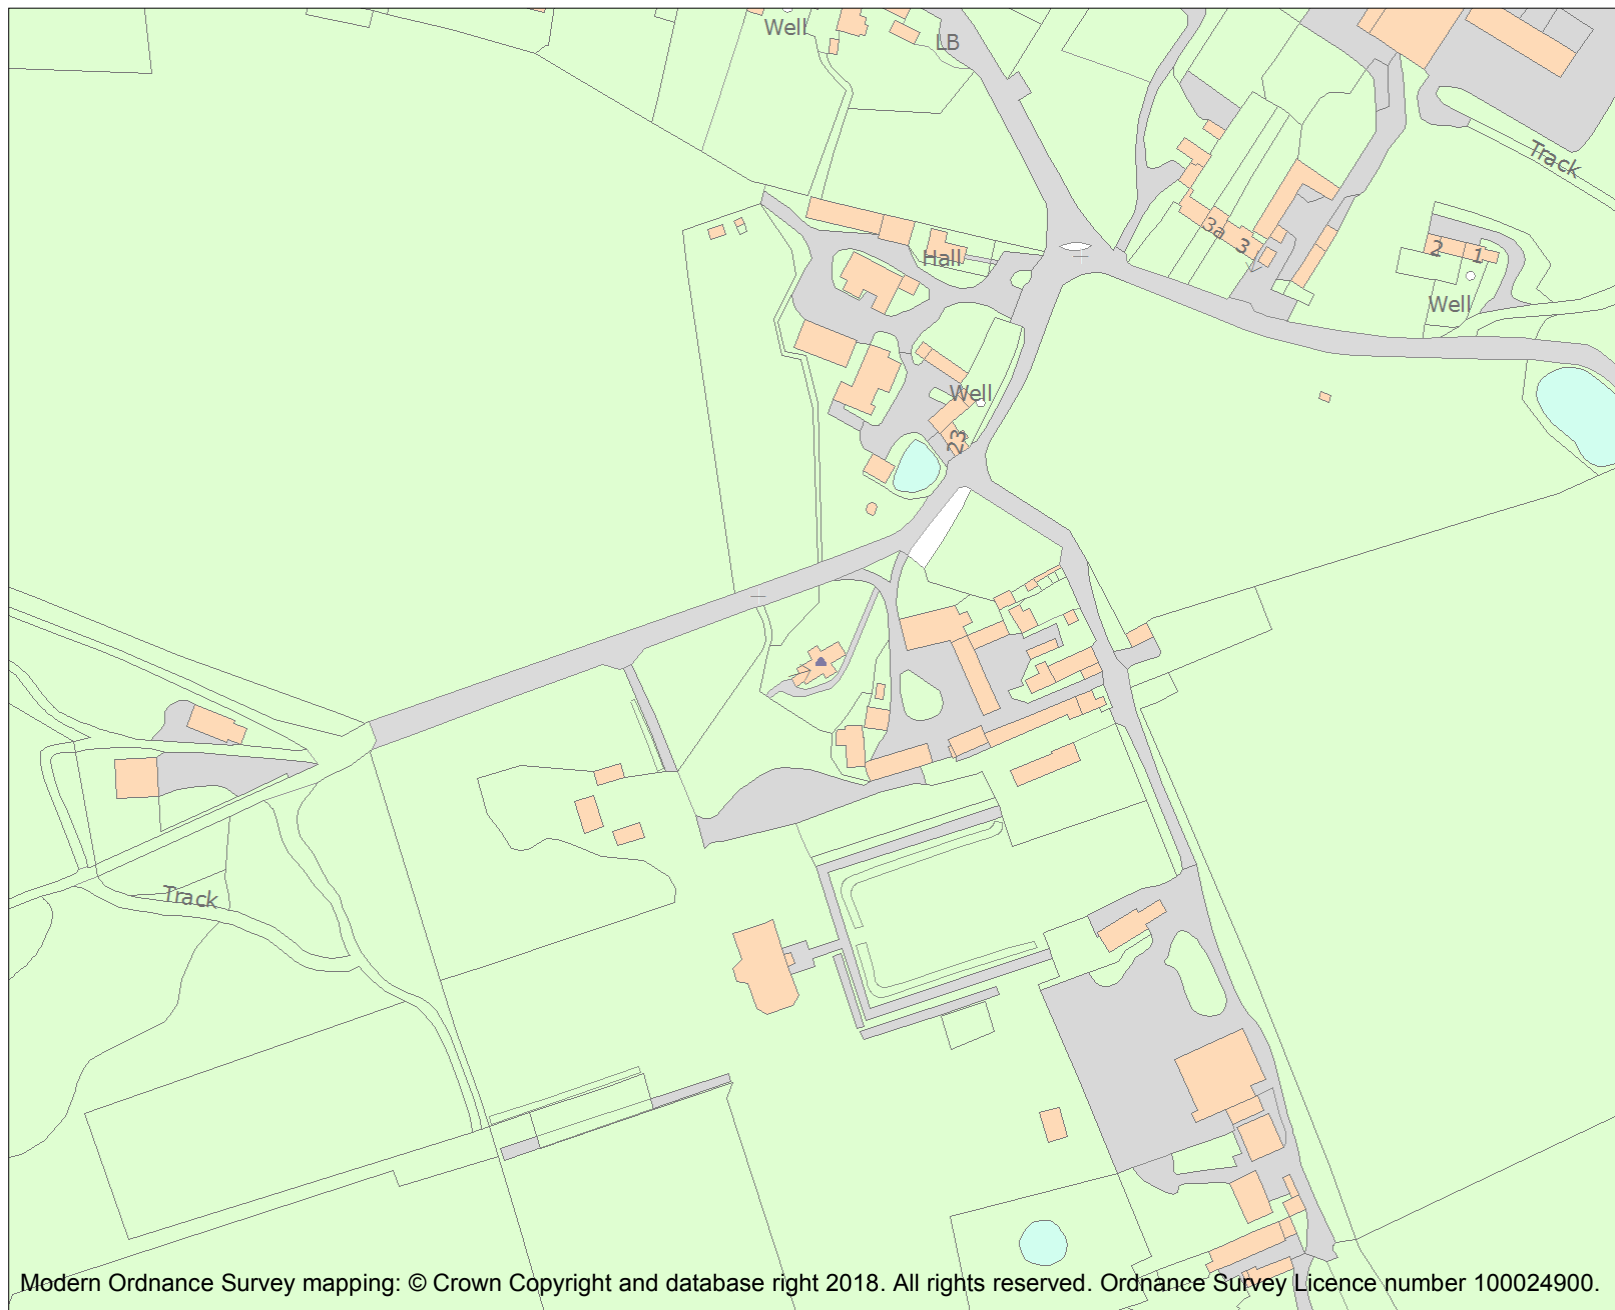 Well
LB
Track
3a
3
2
1
Hall
Well
Well
23
Track
Modern Ordnance Survey mapping: © Crown Copyright and database right 2018. All rights reserved. Ordnance Survey Licence number 100024900.